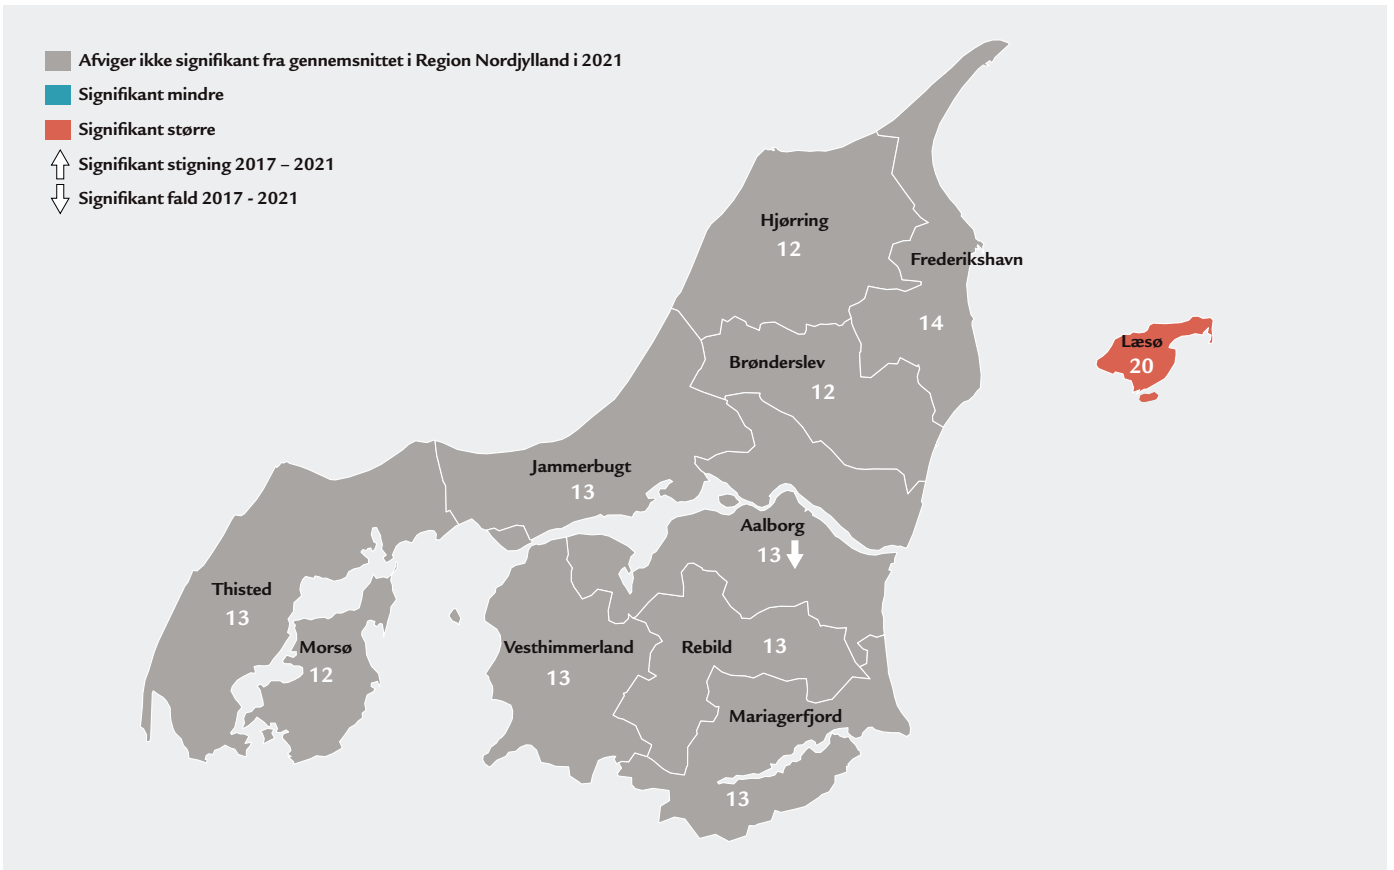 Afviger ikke signifikant fra gennemsnittet i Region Nordjylland i 2021
Signifikant mindre
Signifikant større
Signifikant stigning 2017 – 2021
Signifikant fald 2017 - 2021
Hjørring
12
Frederikshavn
14
Læsø
20
Brønderslev
12
Jammerbugt
13
Aalborg
13
Thisted
13
Morsø
12
Vesthimmerland
13
Rebild 13
Mariagerfjord
13